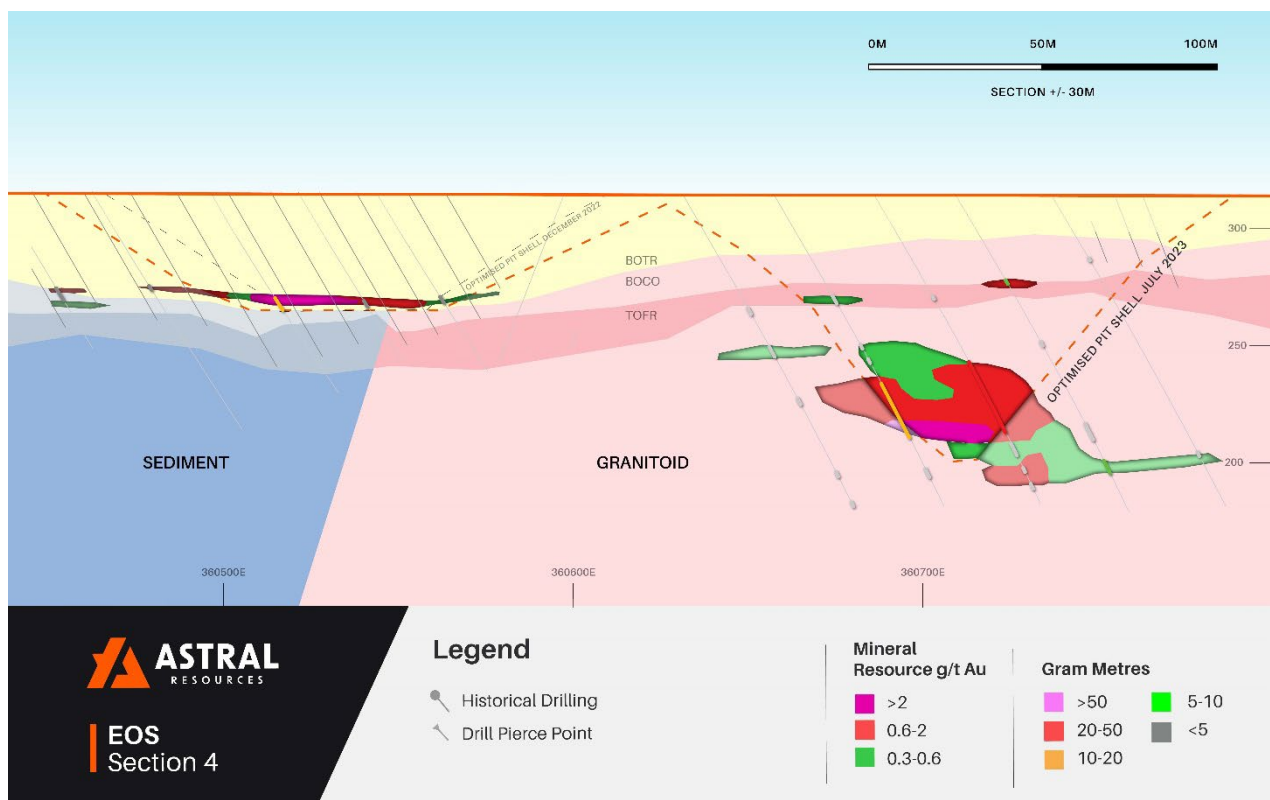 0M 50M 100M
SECTION +/- 30M
OPTIMISED PIT SHELL DECEMBER 2022
300
BOTR
BOCO
TOFR
OPTIMISED PIT SHELL JULY 2023
250
SEDIMENT
GRANITOID
200
360500E 360600E 360700E
ASTRAL
RESOURCES
EOS
Section 4
Legend
Historical Drilling
Drill Pierce Point
Mineral
Resource g/t Au
>2
0.6-2
0.3-0.6
Gram Metres
>50
20-50
10-20
5-10
<5